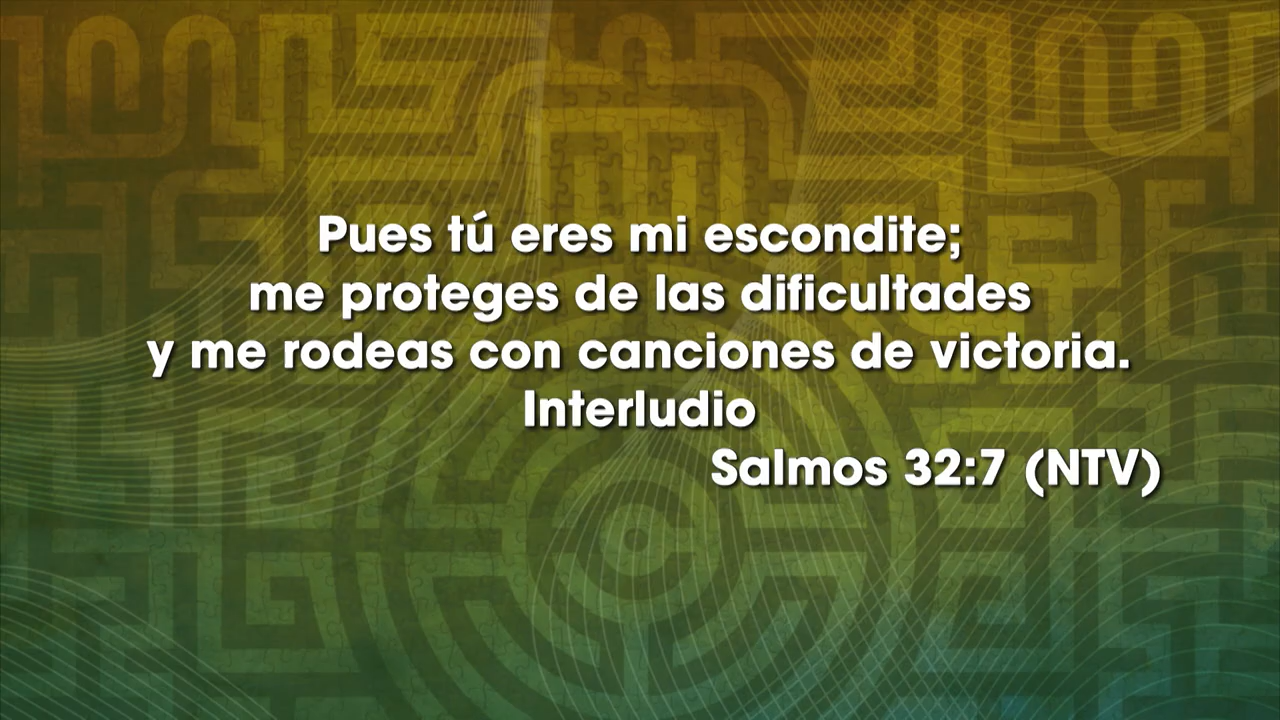 Pues tú eres mi escondite;
me proteges de las dificultades
y me rodeas con canciones de victoria.
Interludio
Salmos 32:7 (NTV)